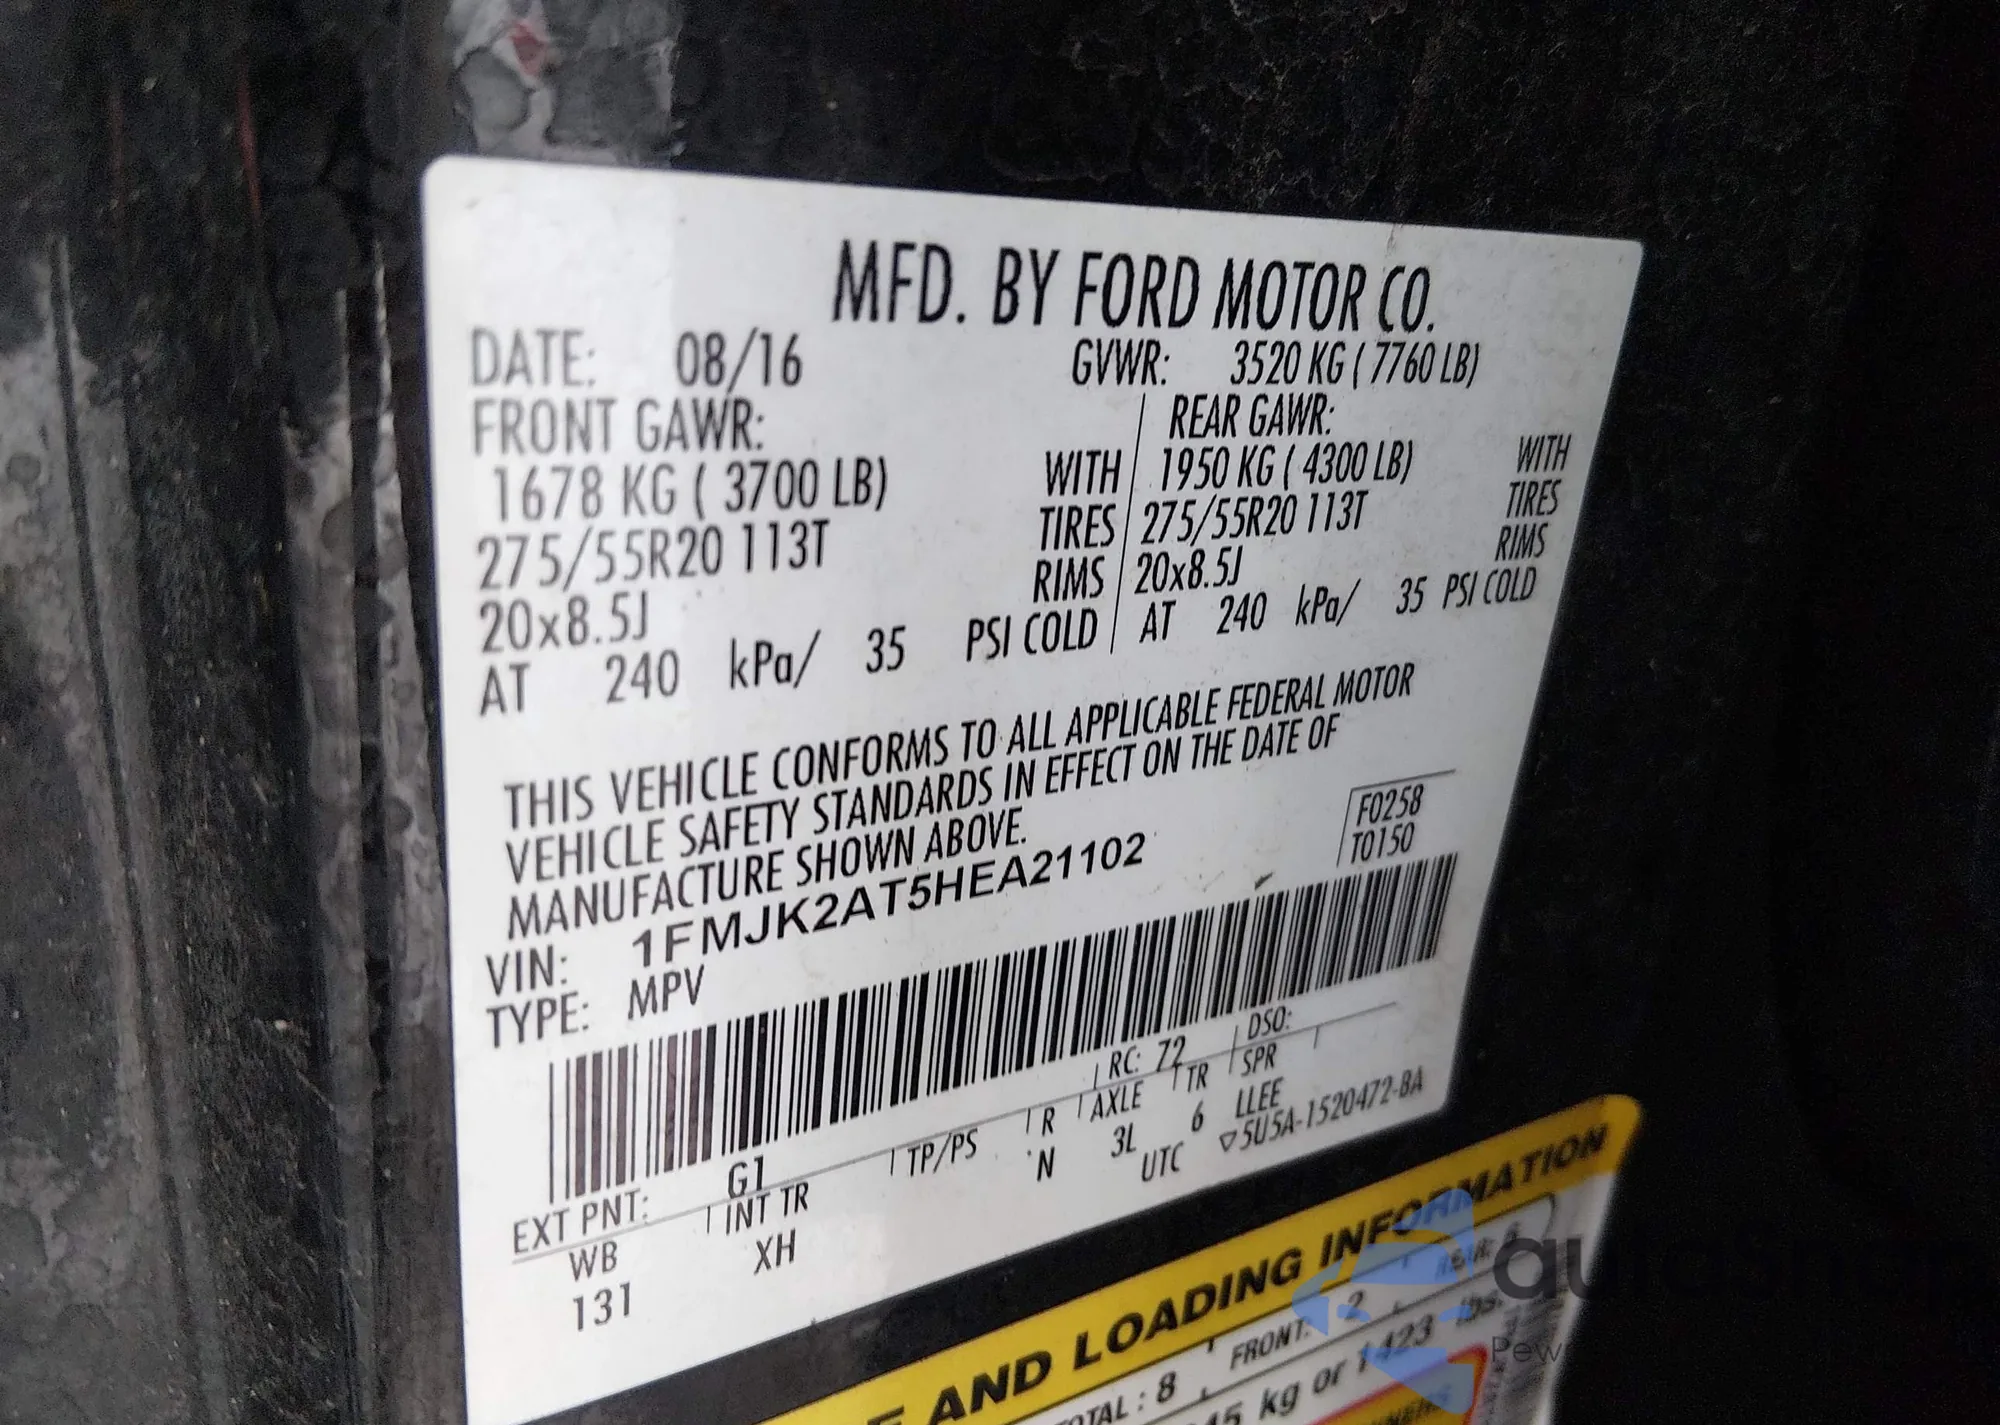 MFD. BY FORD MOTOR CO.
DATE: 08/16 GVWR: 3520 KG ( 7760 LB)
FRONT GAWR: REAR GAWR:
1678 KG ( 3700 LB) WITH 1950 KG ( 4300 LB) WITH
275/55R20 113T TIRES 275/55R20 113T TIRES
20x8.5J RIMS 20x8.5J RIMS
AT 240 kPa/ 35 PSI COLD AT 240 kPa/ 35 PSI COLD
THIS VEHICLE CONFORMS TO ALL APPLICABLE FEDERAL MOTOR
VEHICLE SAFETY STANDARDS IN EFFECT ON THE DATE OF
MANUFACTURE SHOWN ABOVE.
F0258
T0150
VIN: 1FMJK2AT5HEA21102
TYPE: MPV
EXT PNT: G1 RC: 72 DSO:
WB INT TR TP/PS R AXLE TR SPR
131 XH N 3L 6 LLEE
UTC ▽5U5A-1520472-BA
AND LOADING INFORMATION
TOTAL : 8 FRONT: 2
kg or 1423 lbs.